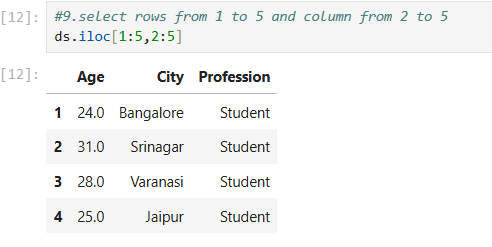 [12]: #9.select rows from 1 to 5 and column from 2 to 5
ds.iloc[1:5,2:5]
[12]: Age City Profession
1 24.0 Bangalore Student
2 31.0 Srinagar Student
3 28.0 Varanasi Student
4 25.0 Jaipur Student